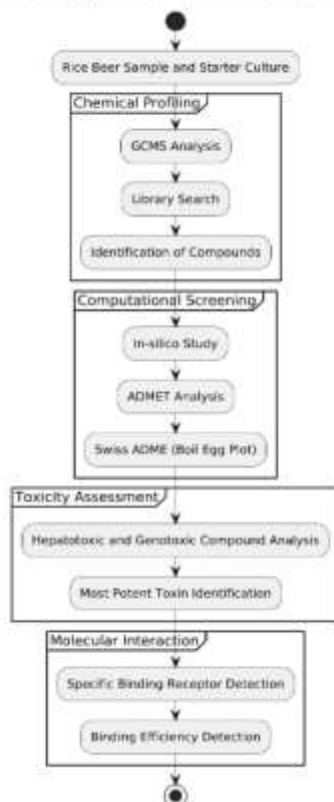 Rice Beer Sample and Starter Culture
Chemical Profiling
GCMS Analysis
Library Search
Identification of Compounds
Computational Screening
In-silico Study
ADMET Analysis
Swiss ADME (Boil Egg Plot)
Toxicity Assessment
Hepatotoxic and Genotoxic Compound Analysis
Most Potent Toxin Identification
Molecular Interaction
Specific Binding Receptor Detection
Binding Efficiency Detection